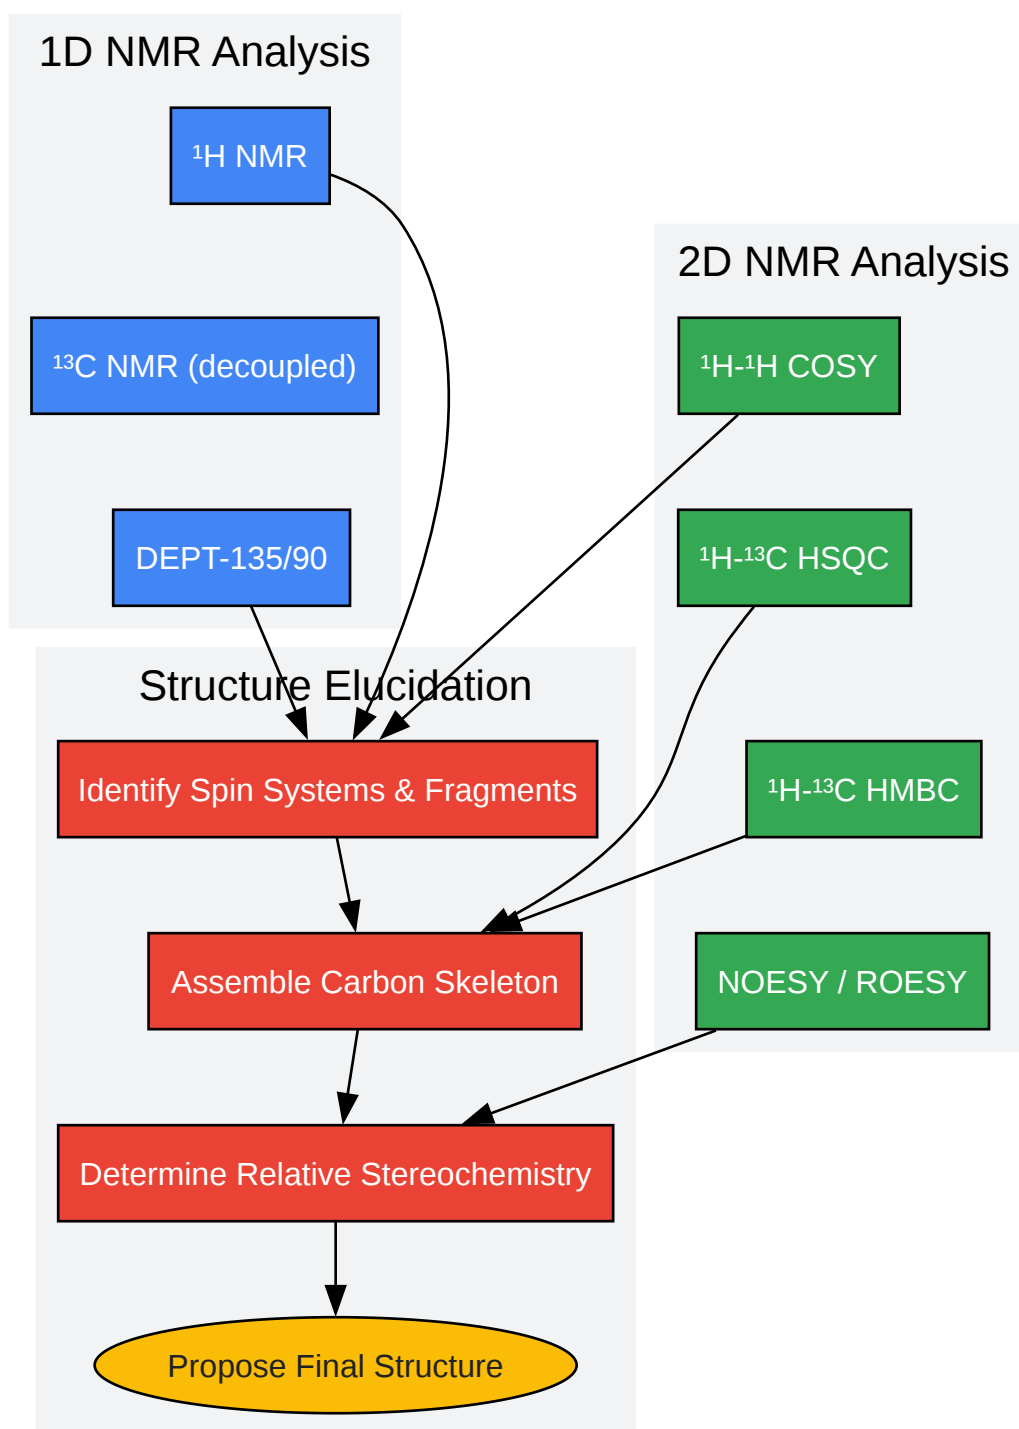 1D NMR Analysis
¹H NMR
¹³C NMR (decoupled)
DEPT-135/90
2D NMR Analysis
¹H-¹H COSY
¹H-¹³C HSQC
¹H-¹³C HMBC
NOESY / ROESY
Structure Elucidation
Identify Spin Systems & Fragments
Assemble Carbon Skeleton
Determine Relative Stereochemistry
Propose Final Structure